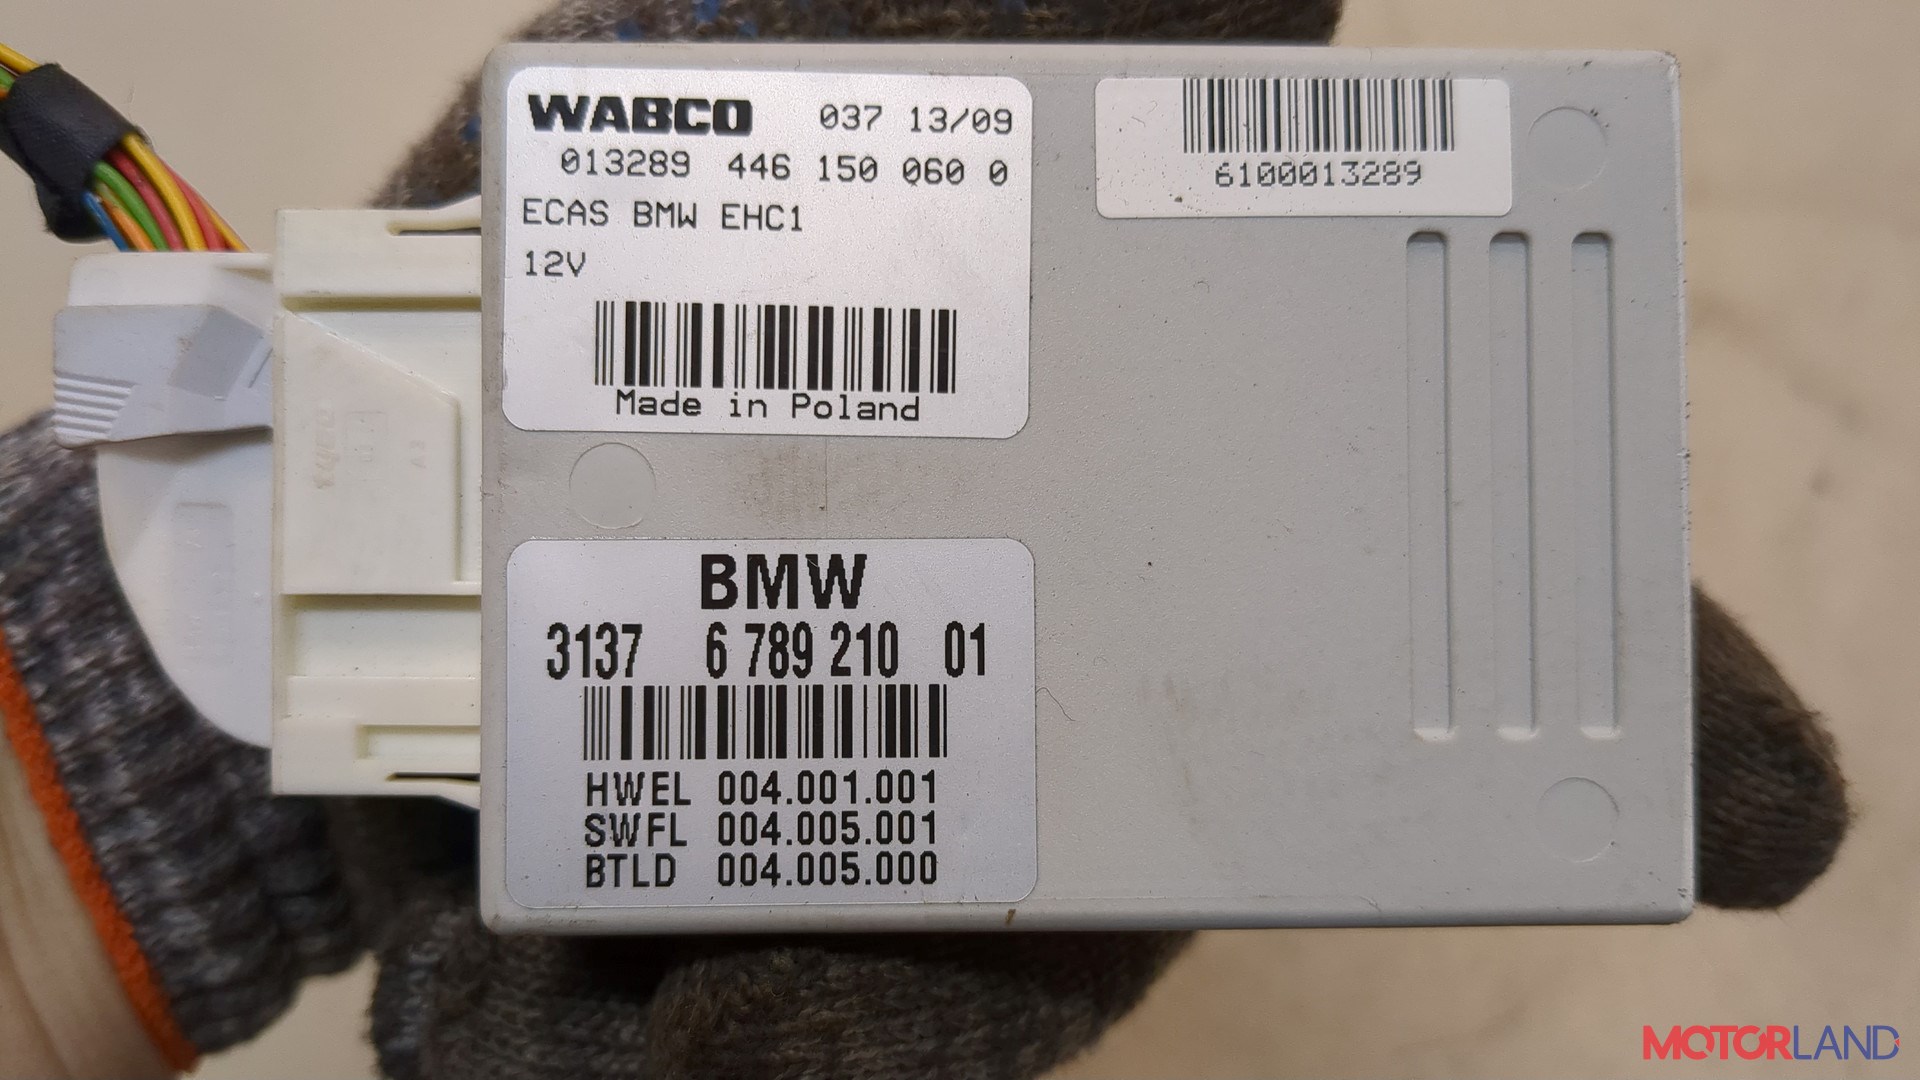 WABCO 037 13/09
013289 446 150 060 0
ECAS BMW EHC1
12V
Made in Poland
6100013289
BMW
3137 6 789 210 01
HWEL 004.001.001
SWFL 004.005.001
BTLD 004.005.000
MOTORLAND